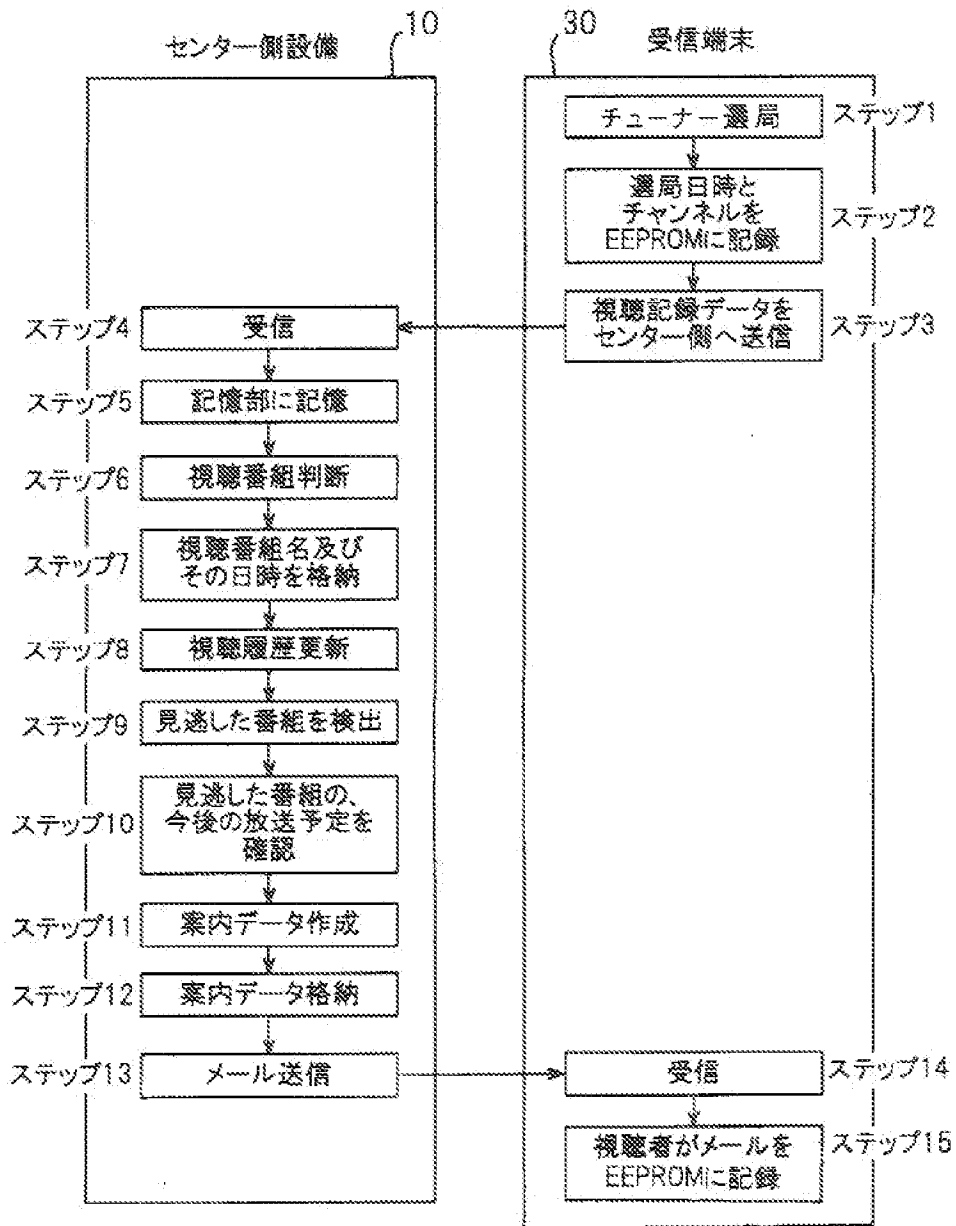 センター側設備
10
30
受信端末
チューナー選局
ステップ1
選局日時と
チャンネルを
EEPROMに記録
ステップ2
視聴記録データを
センター側へ送信
ステップ3
ステップ4
受信
ステップ5
記憶部に記憶
ステップ6
視聴番組判断
ステップ7
視聴番組名及び
その日時を格納
ステップ8
視聴履歴更新
ステップ9
見逃した番組を検出
ステップ10
見逃した番組の、
今後の放送予定を
確認
ステップ11
案内データ作成
ステップ12
案内データ格納
ステップ13
メール送信
受信
ステップ14
視聴者がメールを
EEPROMに記録
ステップ15